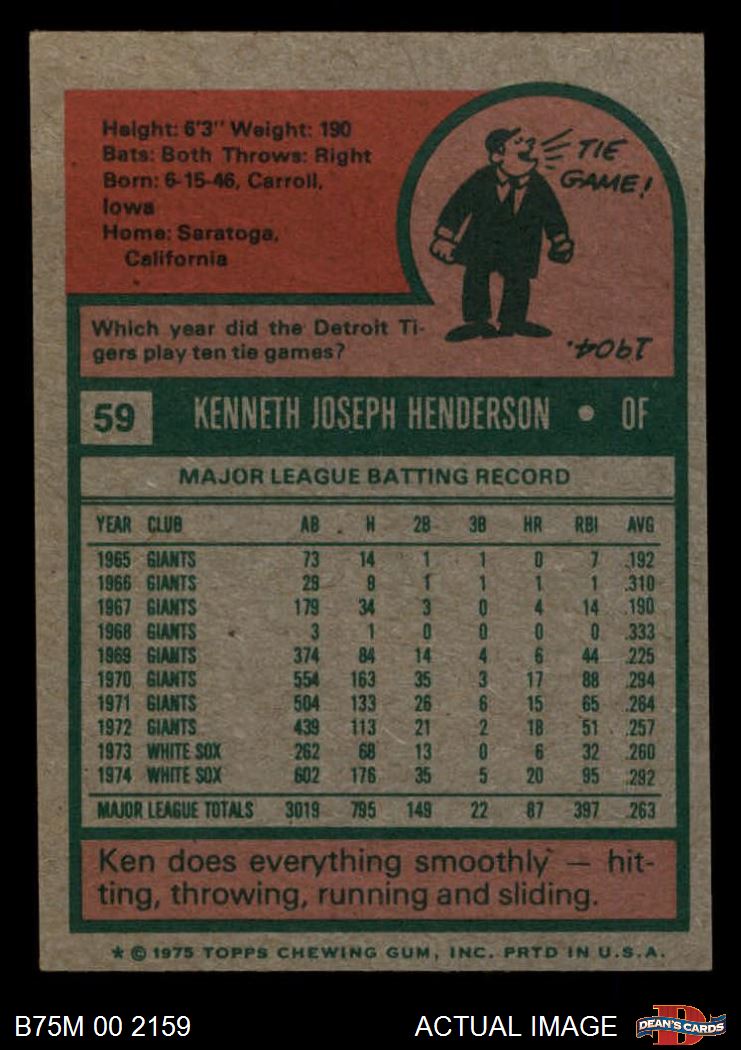 Height: 6'3" Weight: 190
Bats: Both Throws: Right
Born: 6-15-46, Carroll,
Iowa
Home: Saratoga,
California
TIE
GAME!
Which year did the Detroit Ti-
gers play ten tie games?
1904.
59 KENNETH JOSEPH HENDERSON • OF
MAJOR LEAGUE BATTING RECORD
YEAR CLUB AB H 2B 3B HR RBI AVG
1965 GIANTS 73 14 1 1 0 7 .192
1966 GIANTS 29 9 1 1 1 1 .310
1967 GIANTS 179 34 3 0 4 14 .190
1968 GIANTS 3 1 0 0 0 0 .333
1969 GIANTS 374 84 14 4 6 44 .225
1970 GIANTS 554 163 35 3 17 88 .294
1971 GIANTS 504 133 26 6 15 65 .264
1972 GIANTS 439 113 21 2 18 51 .257
1973 WHITE SOX 262 68 13 0 6 32 .260
1974 WHITE SOX 602 176 35 5 20 95 .292
MAJOR LEAGUE TOTALS 3019 795 149 22 87 397 .263
Ken does everything smoothly — hit-
ting, throwing, running and sliding.
* © 1975 TOPPS CHEWING GUM, INC. PRTD IN U.S.A.
B75M 00 2159 ACTUAL IMAGE
D
DEAN'S CARDS